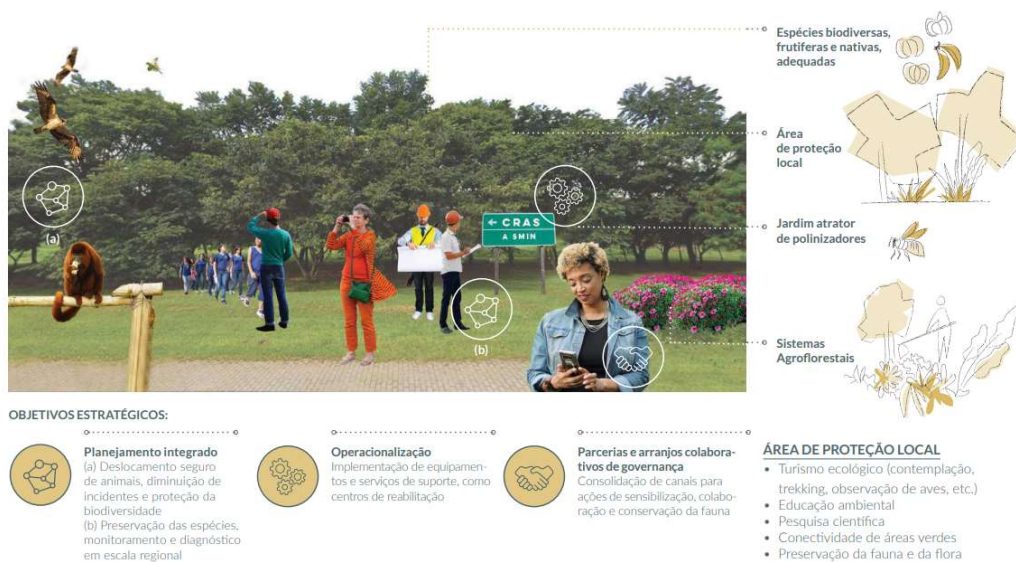 Espécies biodiversas,
frutíferas e nativas,
adequadas
Área
de proteção
local
Jardim atrator
de polinizadores
Sistemas
Agroflorestais
(a)
← CRAS
A 5MIN
(b)
OBJETIVOS ESTRATÉGICOS:
Planejamento integrado
(a) Deslocamento seguro
de animais, diminuição de
incidentes e proteção da
biodiversidade
(b) Preservação das espécies,
monitoramento e diagnóstico
em escala regional
Operacionalização
Implementação de equipamen-
tos e serviços de suporte, como
centros de reabilitação
Parcerias e arranjos colabora-
tivos de governança
Consolidação de canais para
ações de sensibilização, colabo-
ração e conservação da fauna
ÁREA DE PROTEÇÃO LOCAL
• Turismo ecológico (contemplação,
trekking, observação de aves, etc.)
• Educação ambiental
• Pesquisa científica
• Conectividade de áreas verdes
• Preservação da fauna e da flora